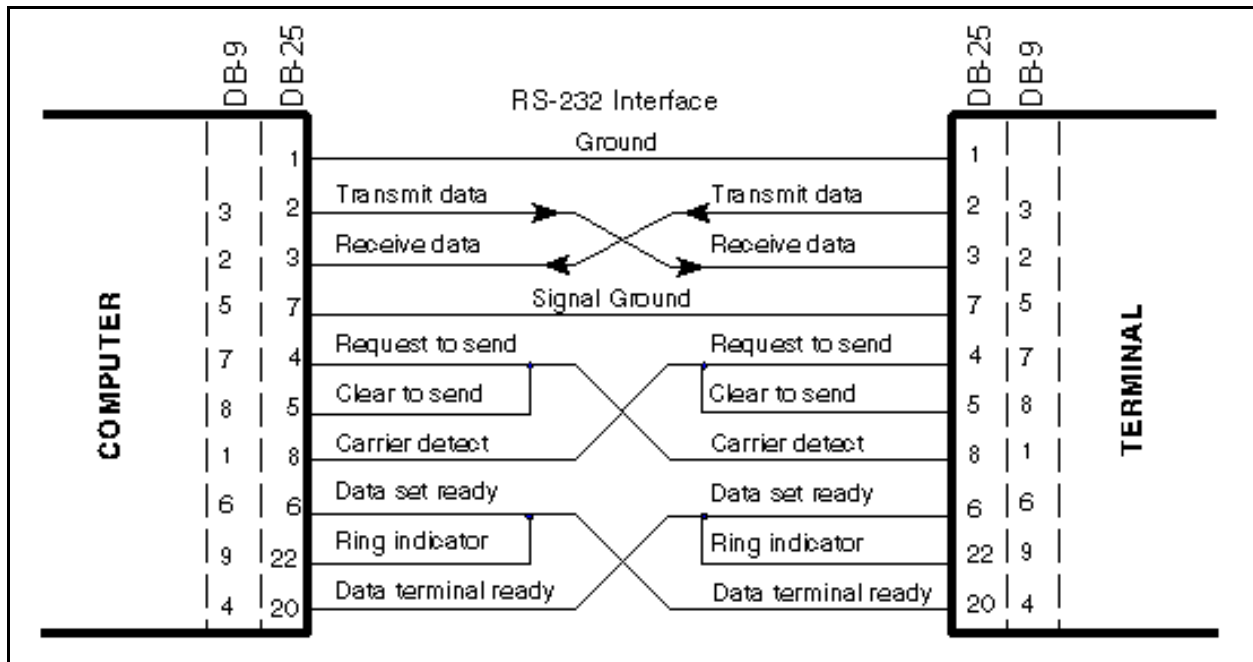 DB-9 DB-25 DB-25 DB-9
RS-232 Interface
1 Ground 1
3 2 Transmit data Transmit data 2 3
2 3 Receive data Receive data 3 2
5 7 Signal Ground 7 5
7 4 Request to send Request to send 4 7
8 5 Clear to send Clear to send 5 8
1 8 Carrier detect Carrier detect 8 1
6 6 Data set ready Data set ready 6 6
9 22 Ring indicator Ring indicator 22 9
4 20 Data terminal ready Data terminal ready 20 4
COMPUTER
TERMINAL